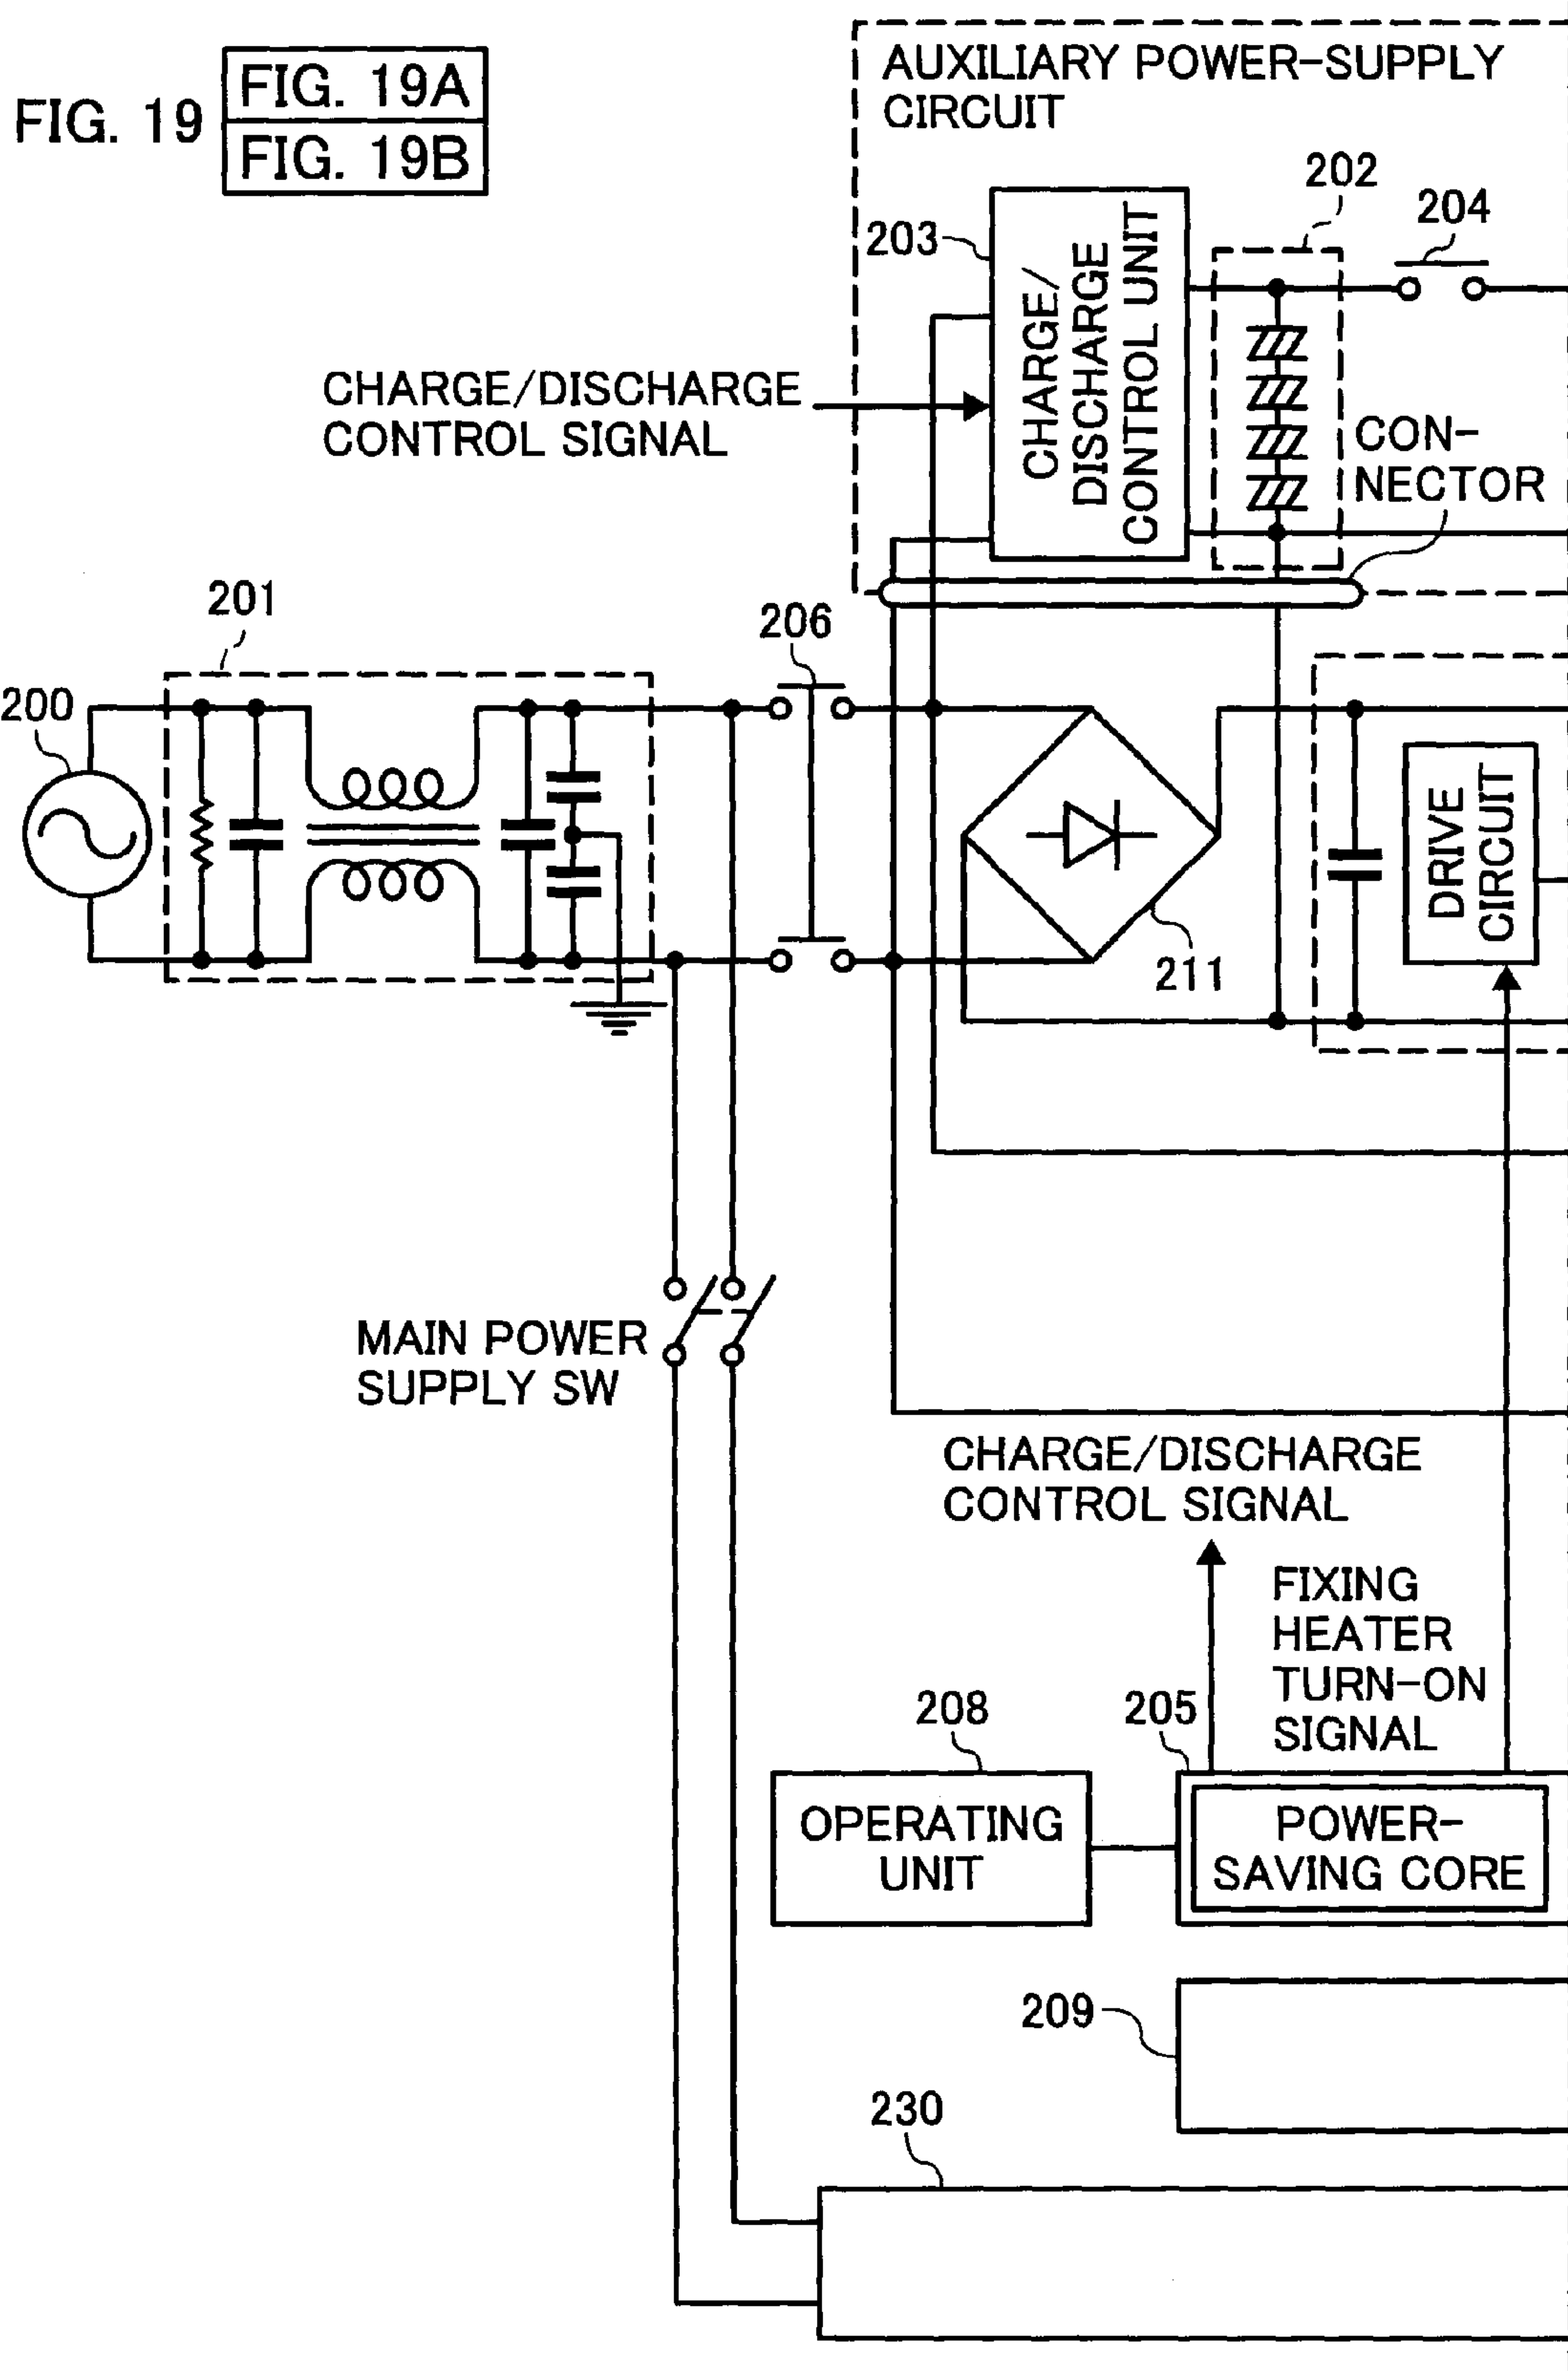 FIG. 19
FIG. 19A
FIG. 19B
AUXILIARY POWER-SUPPLY
CIRCUIT
202
204
203
CHARGE/
DISCHARGE
CONTROL UNIT
CHARGE/DISCHARGE
CONTROL SIGNAL
CON-
NECTOR
201
206
200
DRIVE
CIRCUIT
211
MAIN POWER
SUPPLY SW
CHARGE/DISCHARGE
CONTROL SIGNAL
FIXING
HEATER
TURN-ON
SIGNAL
208
205
OPERATING
UNIT
POWER-
SAVING CORE
209
230